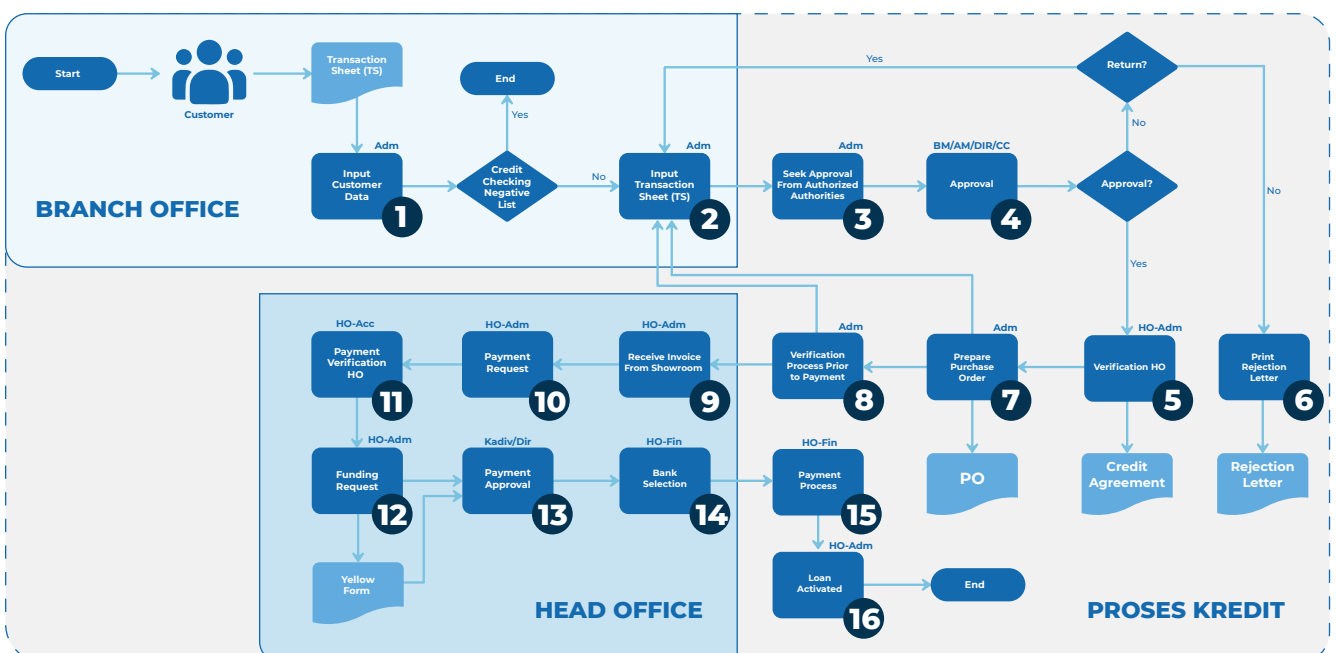 Start
Customer
Transaction
Sheet (TS)
End
Yes
Adm
Input
Customer
Data
1
Credit
Checking
Negative
List
No
Adm
Input
Transaction
Sheet (TS)
2
BRANCH OFFICE
Adm
Seek Approval
From Authorized
Authorities
3
BM/AM/DIR/CC
Approval
4
Approval?
No
Return?
Yes
No
Yes
HO-Adm
Verification HO
5
Credit
Agreement
Print
Rejection
Letter
6
Rejection
Letter
Adm
Prepare
Purchase
Order
7
PO
Adm
Verification
Process Prior
to Payment
8
HO-Adm
Receive Invoice
From Showroom
9
HO-Adm
Payment
Request
10
HO-Acc
Payment
Verification
HO
11
HO-Adm
Funding
Request
12
Yellow
Form
Kadiv/Dir
Payment
Approval
13
HO-Fin
Bank
Selection
14
HO-Fin
Payment
Process
15
HO-Adm
Loan
Activated
16
End
HEAD OFFICE
PROSES KREDIT